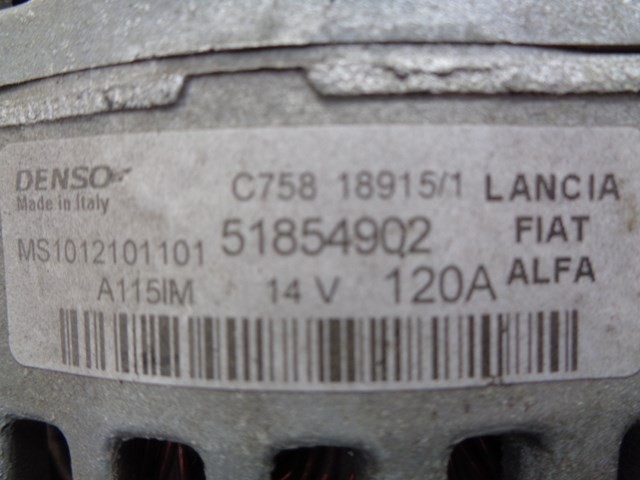 DENSO C758 18915/1 LANCIA
Made in Italy 51854902 FIAT
MS1012101101 ALFA
A115IM 14 V 120A